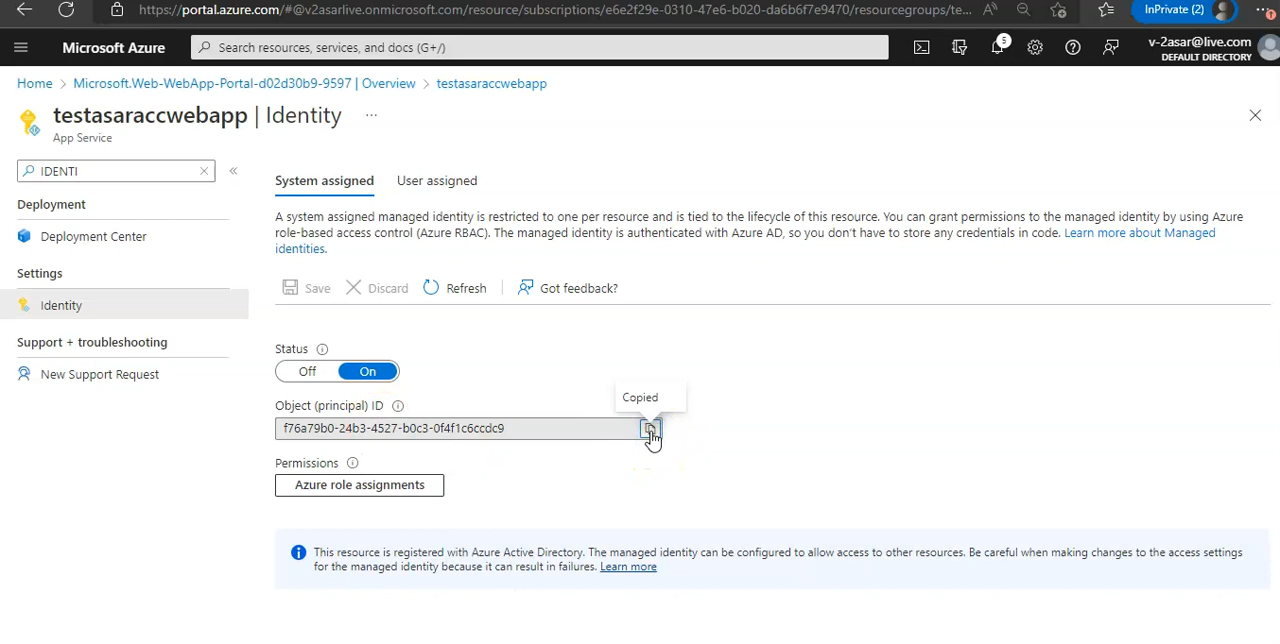 https://portal.azure.com/#@v2asarlive.onmicrosoft.com/resource/subscriptions/e6e2f29e-0310-47e6-b020-da6b6f7e9470/resourcegroups/te...
InPrivate (2)
Microsoft Azure
Search resources, services, and docs (G+/)
5
v-2asar@live.com
DEFAULT DIRECTORY
Home > Microsoft.Web-WebApp-Portal-d02d30b9-9597 | Overview > testasaraccwebapp
testasaraccwebapp | Identity ...
App Service
IDENTI
Deployment
Deployment Center
Settings
Identity
Support + troubleshooting
New Support Request
System assigned
User assigned
A system assigned managed identity is restricted to one per resource and is tied to the lifecycle of this resource. You can grant permissions to the managed identity by using Azure
role-based access control (Azure RBAC). The managed identity is authenticated with Azure AD, so you don't have to store any credentials in code. Learn more about Managed
identities.
Save
Discard
Refresh
Got feedback?
Status
Off
On
Copied
Object (principal) ID
f76a79b0-24b3-4527-b0c3-0f4f1c6ccdc9
Permissions
Azure role assignments
This resource is registered with Azure Active Directory. The managed identity can be configured to allow access to other resources. Be careful when making changes to the access settings
for the managed identity because it can result in failures. Learn more